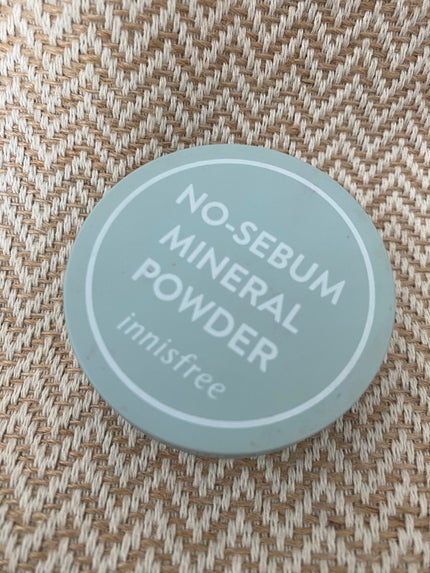 NO-SEBUM
MINERAL
POWDER
innisfree